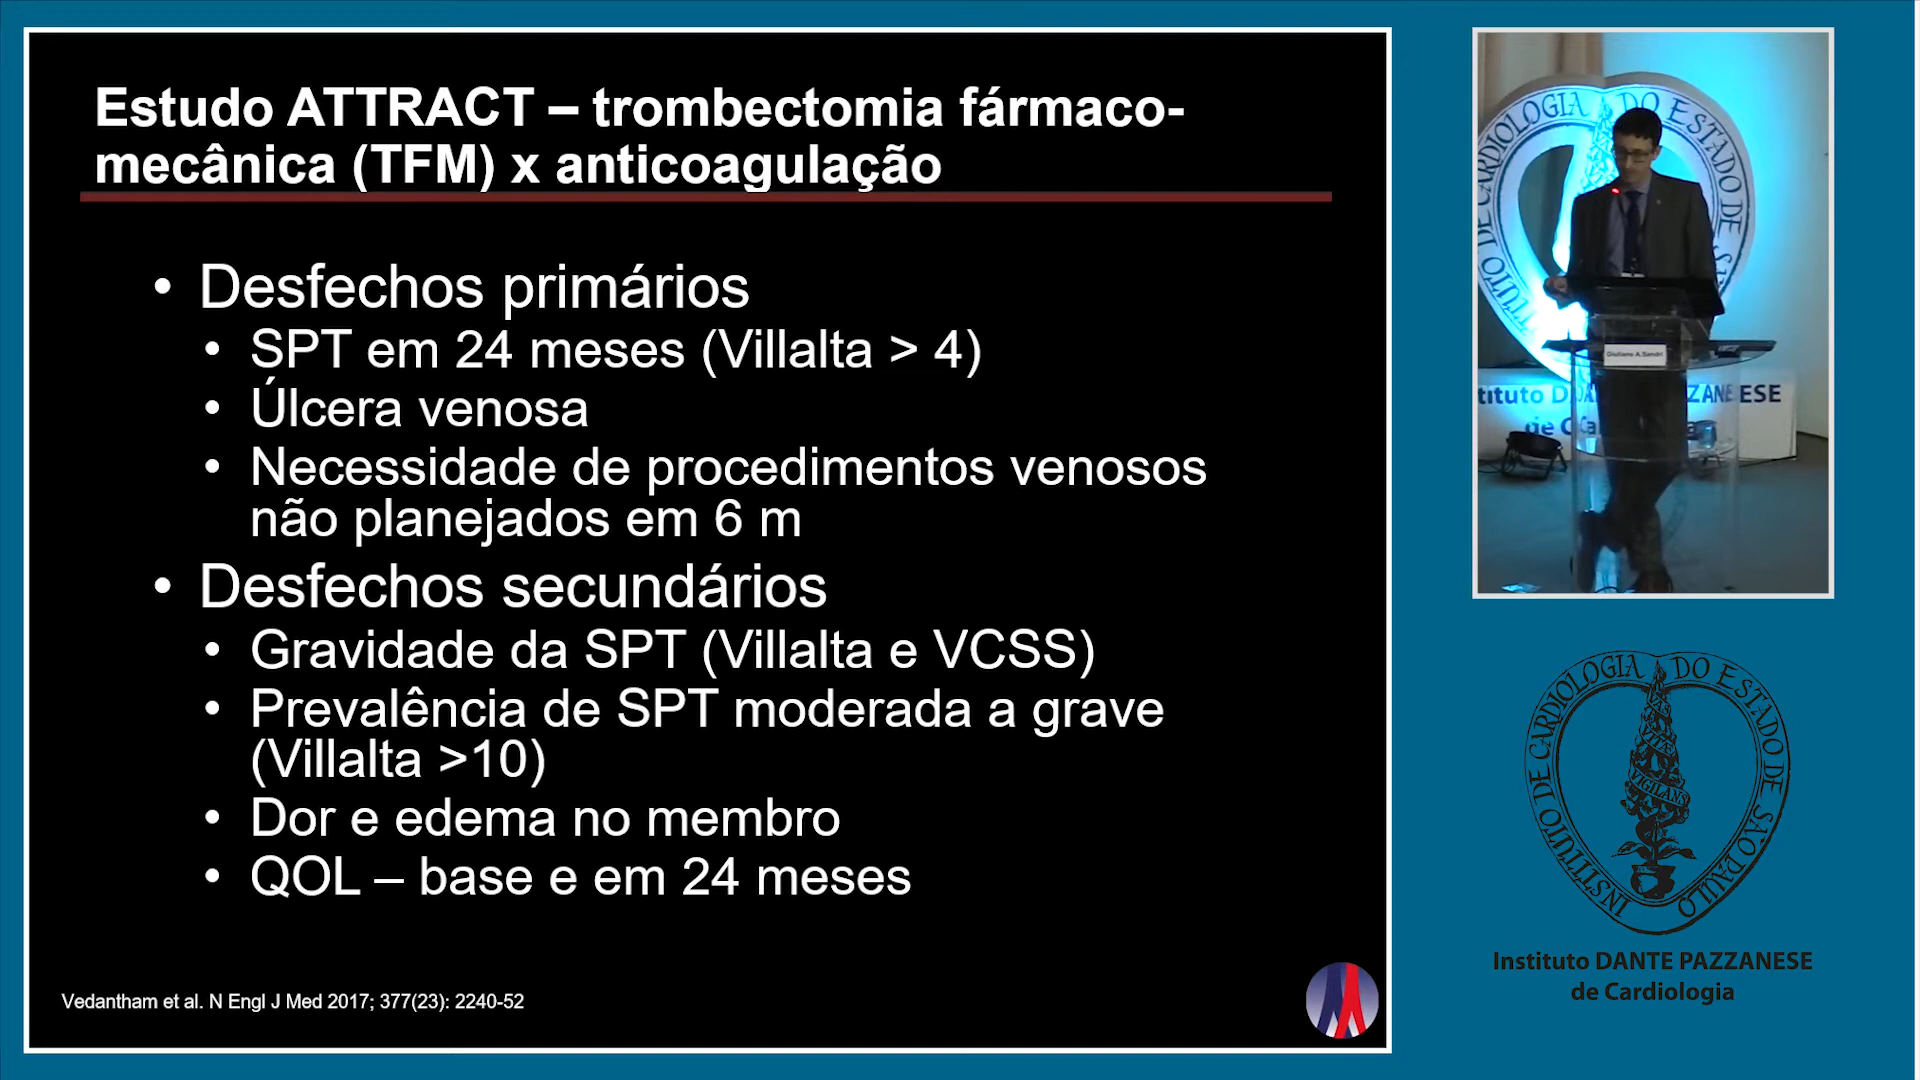 Estudo ATTRACT – trombectomia fármaco-
mecânica (TFM) x anticoagulação
• Desfechos primários
• SPT em 24 meses (Villalta > 4)
• Úlcera venosa
• Necessidade de procedimentos venosos
não planejados em 6 m
• Desfechos secundários
• Gravidade da SPT (Villalta e VCSS)
• Prevalência de SPT moderada a grave
(Villalta >10)
• Dor e edema no membro
• QOL – base e em 24 meses
Vedantham et al. N Engl J Med 2017; 377(23): 2240-52
Giuliano A.Sandri
INSTITUTO DE CARDIOLOGIA DO ESTADO DE SÃO PAULO
VIGILANS
Instituto DANTE PAZZANESE
de Cardiologia